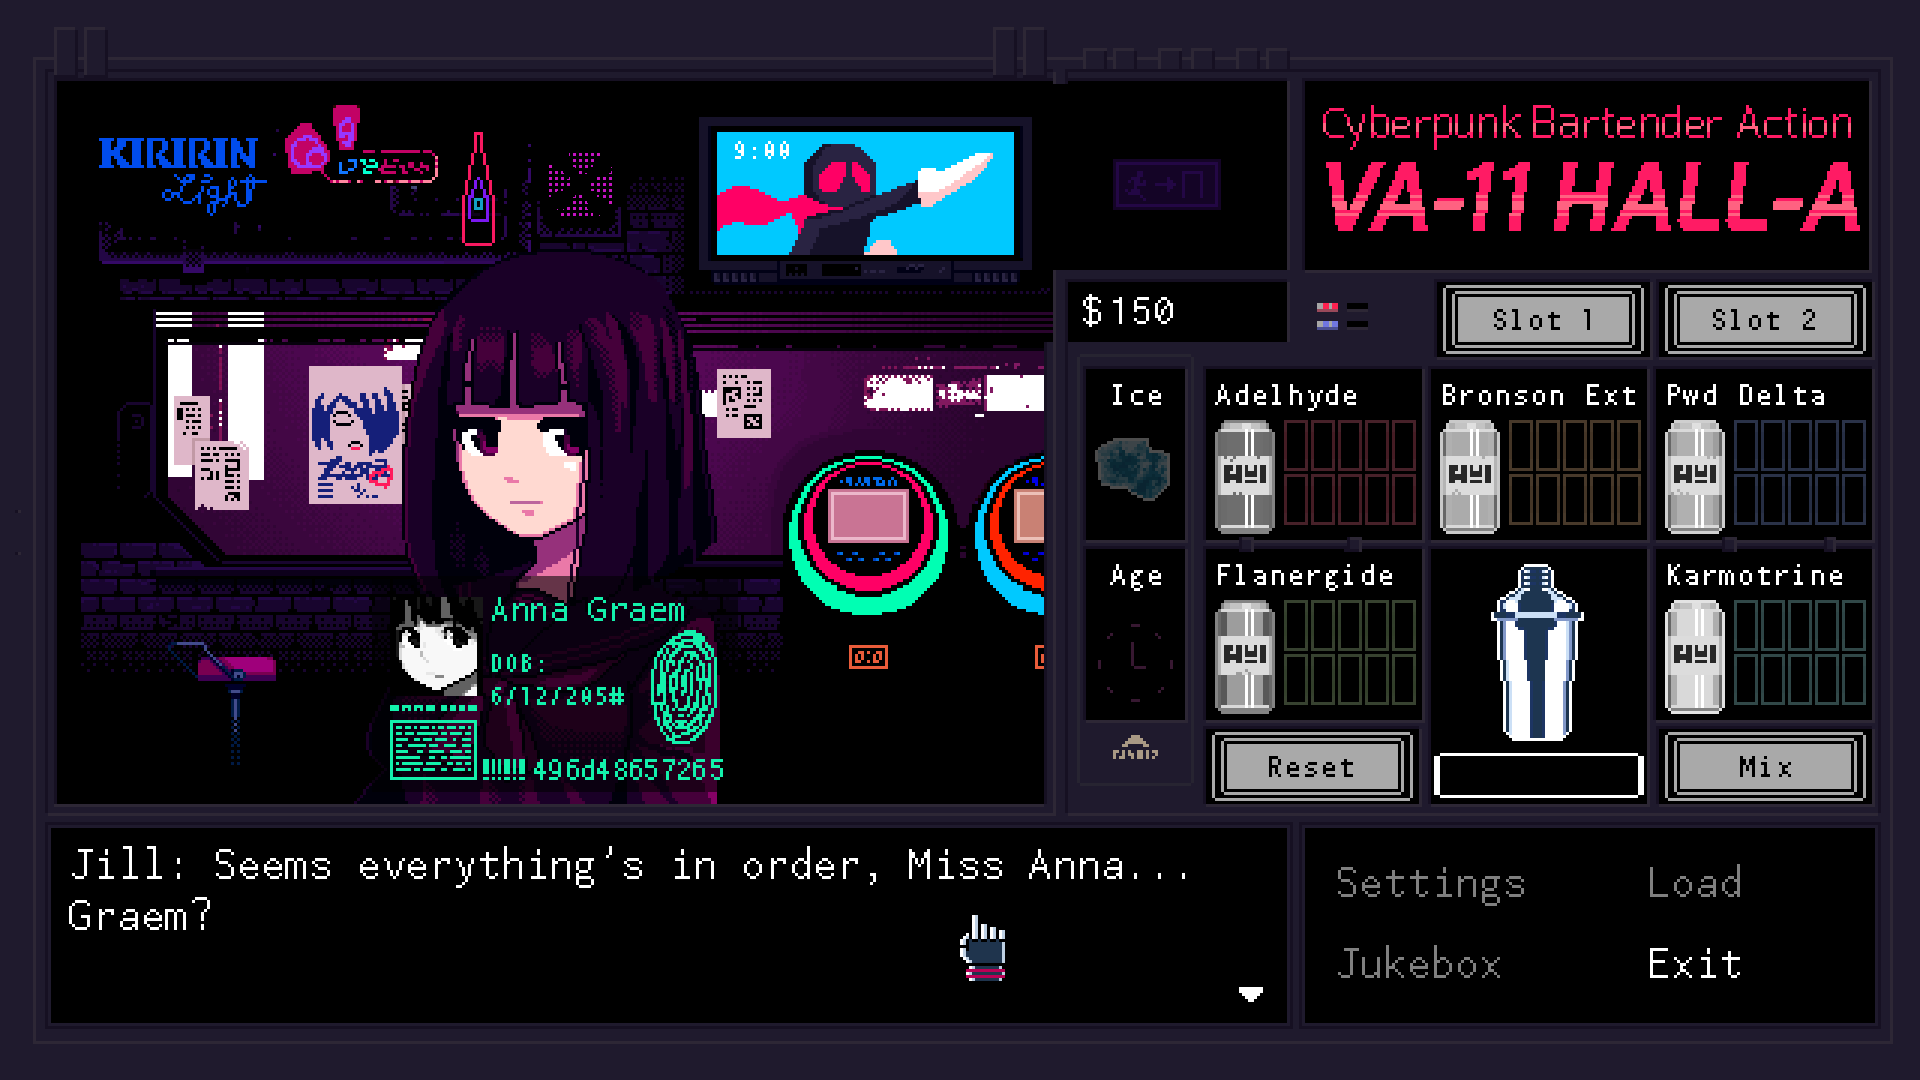 KIRIRIN
Light
9:00
Cyberpunk Bartender Action
VA-11 HALL-A
$150
Slot 1
Slot 2
Ice
Adelhyde
Bronson Ext
Pwd Delta
Age
Flanergide
Karmotrine
Reset
Mix
Anna Graem
DOB:
6/12/205#
!!!!!!496d48657265
Jill: Seems everything's in order, Miss Anna...
Graem?
Settings
Load
Jukebox
Exit